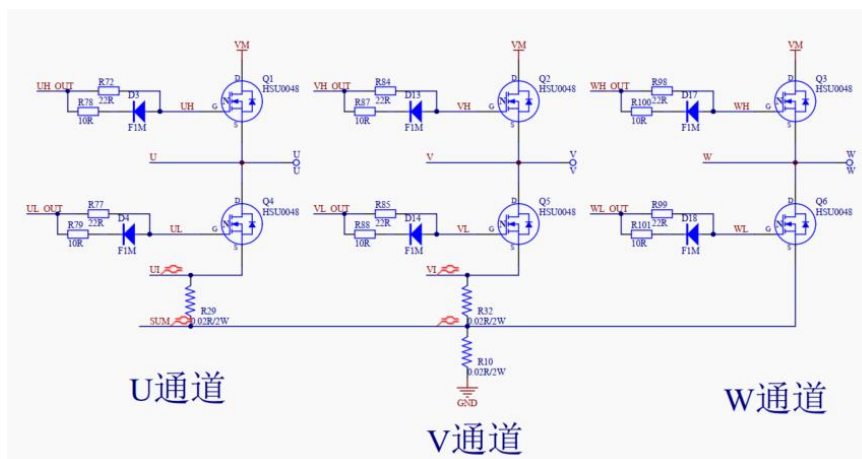 VM
VM
VM
UH_OUT
R72
22R
D3
Q1
HSU0048
R78
10R
F1M
UH
D
G
N
S
VH_OUT
R84
22R
D13
Q2
HSU0048
R87
10R
F1M
VH
D
G
N
S
WH_OUT
R98
22R
D17
Q3
HSU0048
R100
10R
F1M
WH
D
G
N
S
U
U
U
V
V
V
W
W
W
UL_OUT
R77
22R
D4
Q4
HSU0048
R79
10R
F1M
UL
D
G
N
S
VL_OUT
R85
22R
D14
Q5
HSU0048
R88
10R
F1M
VL
D
G
N
S
WL_OUT
R99
22R
D18
Q6
HSU0048
R101
10R
F1M
WL
D
G
N
S
UI
VI
R29
0.02R/2W
R32
0.02R/2W
SUM
R10
0.02R/2W
GND
U通道
V通道
W通道